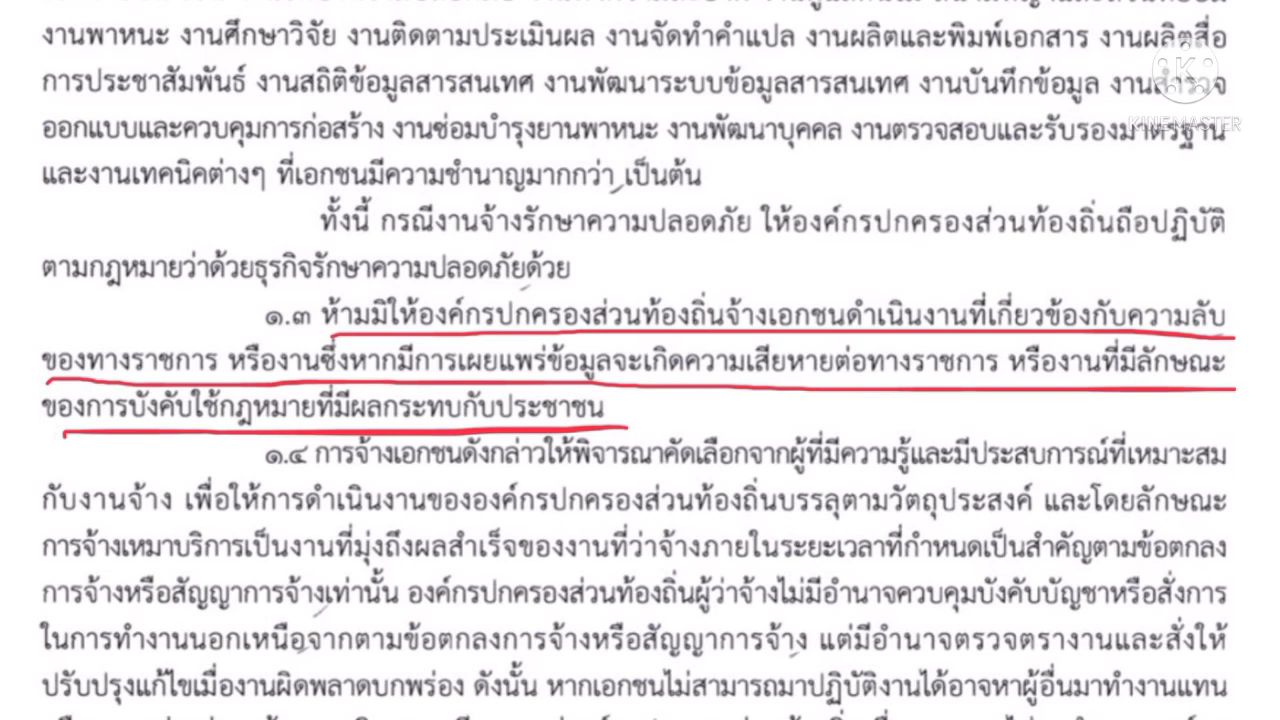 งานพาหนะ งานศึกษาวิจัย งานติดตามประเมินผล งานจัดทำคำแปล งานผลิตและพิมพ์เอกสาร งานผลิตสื่อ
การประชาสัมพันธ์ งานสถิติข้อมูลสารสนเทศ งานพัฒนาระบบข้อมูลสารสนเทศ งานบันทึกข้อมูล งานสำรวจ
KINEMASTER
ออกแบบและควบคุมการก่อสร้าง งานซ่อมบำรุงยานพาหนะ งานพัฒนาบุคคล งานตรวจสอบและรับรองมาตรฐาน
และงานเทคนิคต่างๆ ที่เอกชนมีความชำนาญมากกว่า เป็นต้น
ทั้งนี้ กรณีงานจ้างรักษาความปลอดภัย ให้องค์กรปกครองส่วนท้องถิ่นถือปฏิบัติ
ตามกฎหมายว่าด้วยธุรกิจรักษาความปลอดภัยด้วย
๑.๓ ห้ามมิให้องค์กรปกครองส่วนท้องถิ่นจ้างเอกชนดำเนินงานที่เกี่ยวข้องกับความลับ
ของทางราชการ หรืองานซึ่งหากมีการเผยแพร่ข้อมูลจะเกิดความเสียหายต่อทางราชการ หรืองานที่มีลักษณะ
ของการบังคับใช้กฎหมายที่มีผลกระทบกับประชาชน
๑.๔ การจ้างเอกชนดังกล่าวให้พิจารณาคัดเลือกจากผู้ที่มีความรู้และมีประสบการณ์ที่เหมาะสม
กับงานจ้าง เพื่อให้การดำเนินงานขององค์กรปกครองส่วนท้องถิ่นบรรลุตามวัตถุประสงค์ และโดยลักษณะ
การจ้างเหมาบริการเป็นงานที่มุ่งถึงผลสำเร็จของงานที่ว่าจ้างภายในระยะเวลาที่กำหนดเป็นสำคัญตามข้อตกลง
การจ้างหรือสัญญาการจ้างเท่านั้น องค์กรปกครองส่วนท้องถิ่นผู้ว่าจ้างไม่มีอำนาจควบคุมบังคับบัญชาหรือสั่งการ
ในการทำงานนอกเหนือจากตามข้อตกลงการจ้างหรือสัญญาการจ้าง แต่มีอำนาจตรวจตรางานและสั่งให้
ปรับปรุงแก้ไขเมื่องานผิดพลาดบกพร่อง ดังนั้น หากเอกชนไม่สามารถมาปฏิบัติงานได้อาจหาผู้อื่นมาทำงานแทน